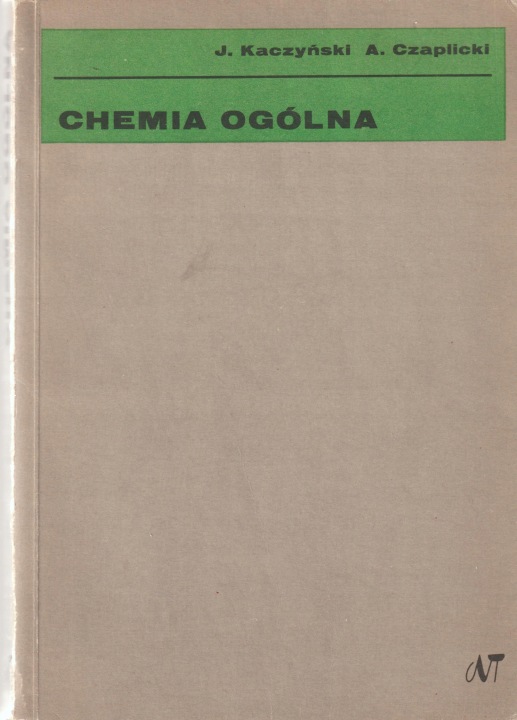 J. Kaczyński A. Czaplicki
CHEMIA OGÓLNA
WNT